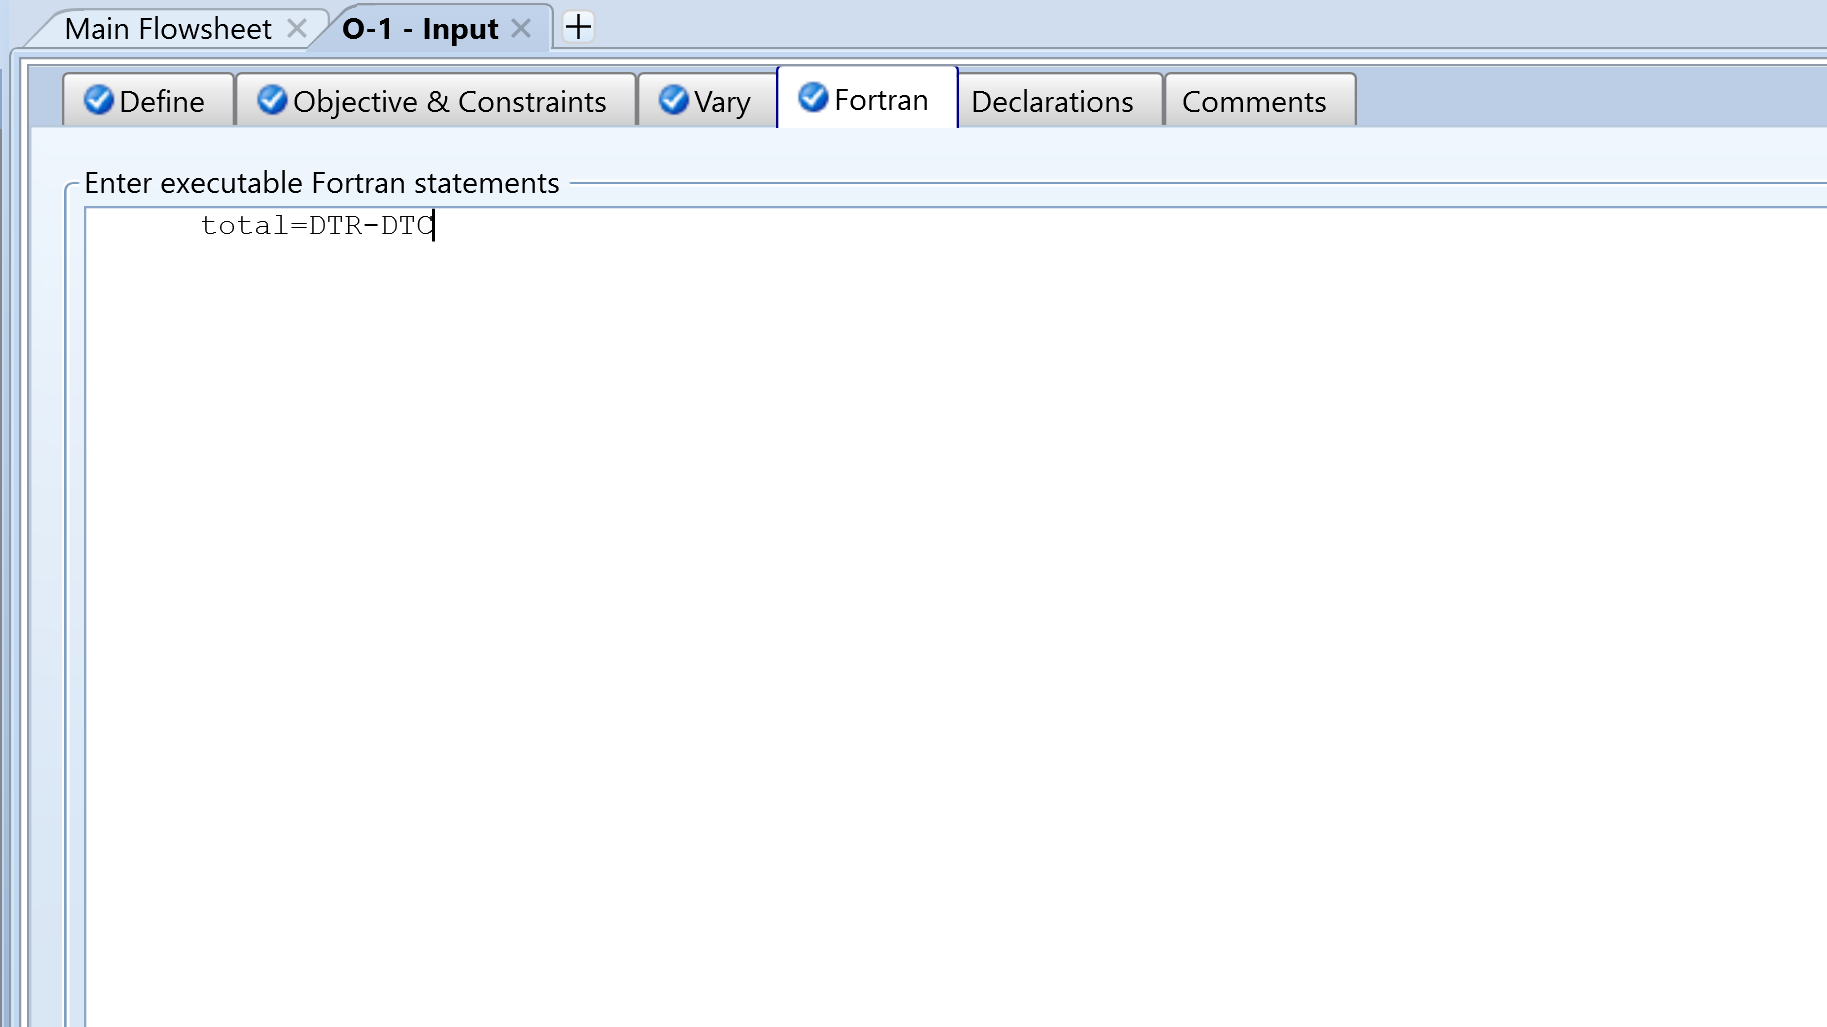 Main Flowsheet
O-1 - Input
Define
Objective & Constraints
Vary
Fortran
Declarations
Comments
Enter executable Fortran statements
total=DTR-DTC